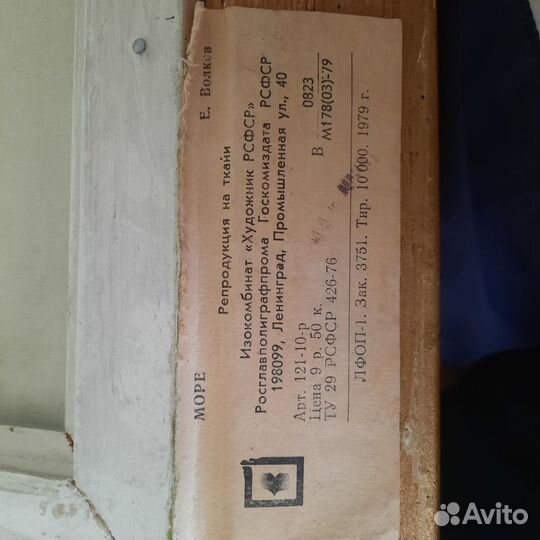 Е. Волков
МОРЕ
Репродукция на ткани
Изокомбинат «Художник РСФСР»
Росглавполиграфпрома Госкомиздата РСФСР
198099, Ленинград, Промышленная ул., 40
Арт. 121-10-р
Цена 9 р. 50 к.
ТУ 29 РСФСР 426-76
В 0823
М178(03)-79
ЛФОП-1. Зак. 3751. Тир. 10 000. 1979 г.
Avito